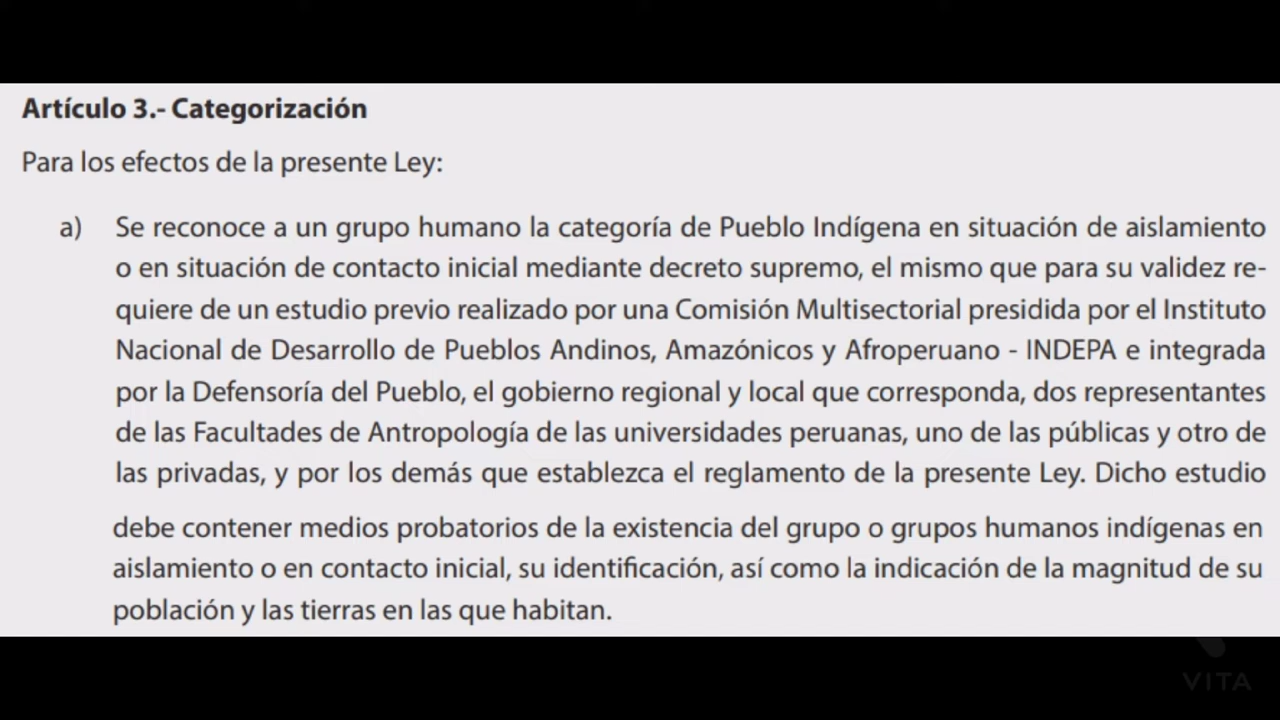 Artículo 3.- Categorización
Para los efectos de la presente Ley:
a) Se reconoce a un grupo humano la categoría de Pueblo Indígena en situación de aislamiento
o en situación de contacto inicial mediante decreto supremo, el mismo que para su validez re-
quiere de un estudio previo realizado por una Comisión Multisectorial presidida por el Instituto
Nacional de Desarrollo de Pueblos Andinos, Amazónicos y Afroperuano - INDEPA e integrada
por la Defensoría del Pueblo, el gobierno regional y local que corresponda, dos representantes
de las Facultades de Antropología de las universidades peruanas, uno de las públicas y otro de
las privadas, y por los demás que establezca el reglamento de la presente Ley. Dicho estudio
debe contener medios probatorios de la existencia del grupo o grupos humanos indígenas en
aislamiento o en contacto inicial, su identificación, así como la indicación de la magnitud de su
población y las tierras en las que habitan.
VITA